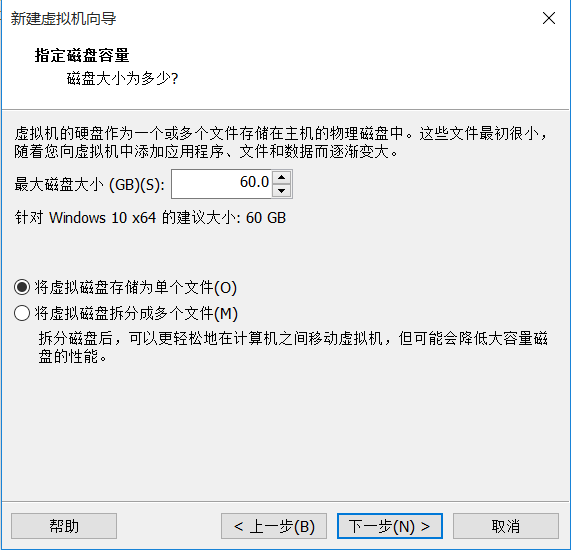 新建虚拟机向导
指定磁盘容量
磁盘大小为多少?
虚拟机的硬盘作为一个或多个文件存储在主机的物理磁盘中。这些文件最初很小，
随着您向虚拟机中添加应用程序、文件和数据而逐渐变大。
最大磁盘大小 (GB)(S): 60.0
针对 Windows 10 x64 的建议大小: 60 GB
将虚拟磁盘存储为单个文件(O)
将虚拟磁盘拆分成多个文件(M)
拆分磁盘后，可以更轻松地在计算机之间移动虚拟机，但可能会降低大容量磁
盘的性能。
帮助 < 上一步(B) 下一步(N) > 取消